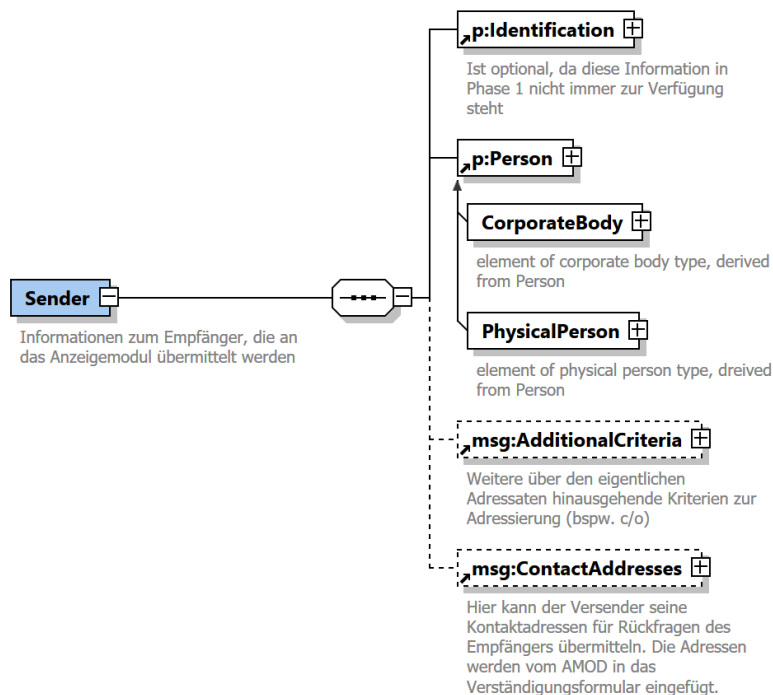 p:Identification
Ist optional, da diese Information in
Phase 1 nicht immer zur Verfügung
steht
p:Person
CorporateBody
element of corporate body type, derived
from Person
Sender
Informationen zum Empfänger, die an
das Anzeigemodul übermittelt werden
PhysicalPerson
element of physical person type, dreived
from Person
msg:AdditionalCriteria
Weitere über den eigentlichen
Adressaten hinausgehende Kriterien zur
Adressierung (bspw. c/o)
msg:ContactAddresses
Hier kann der Versender seine
Kontaktadressen für Rückfragen des
Empfängers übermitteln. Die Adressen
werden vom AMOD in das
Verständigungsformular eingefügt.